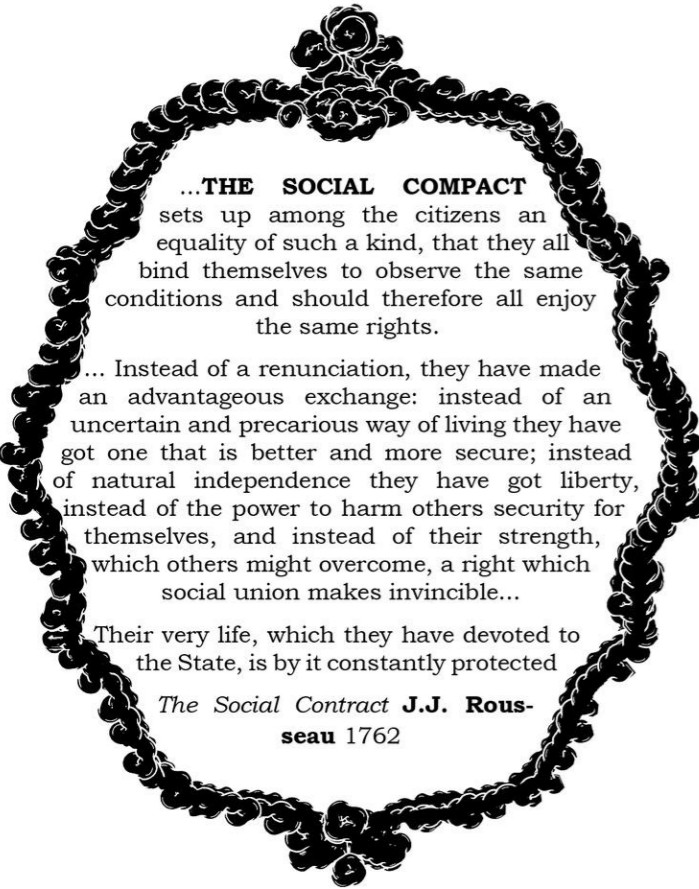 ...THE SOCIAL COMPACT
sets up among the citizens an
equality of such a kind, that they all
bind themselves to observe the same
conditions and should therefore all enjoy
the same rights.
... Instead of a renunciation, they have made
an advantageous exchange: instead of an
uncertain and precarious way of living they have
got one that is better and more secure; instead
of natural independence they have got liberty,
instead of the power to harm others security for
themselves, and instead of their strength,
which others might overcome, a right which
social union makes invincible...
Their very life, which they have devoted to
the State, is by it constantly protected
The Social Contract J.J. Rous-
seau 1762